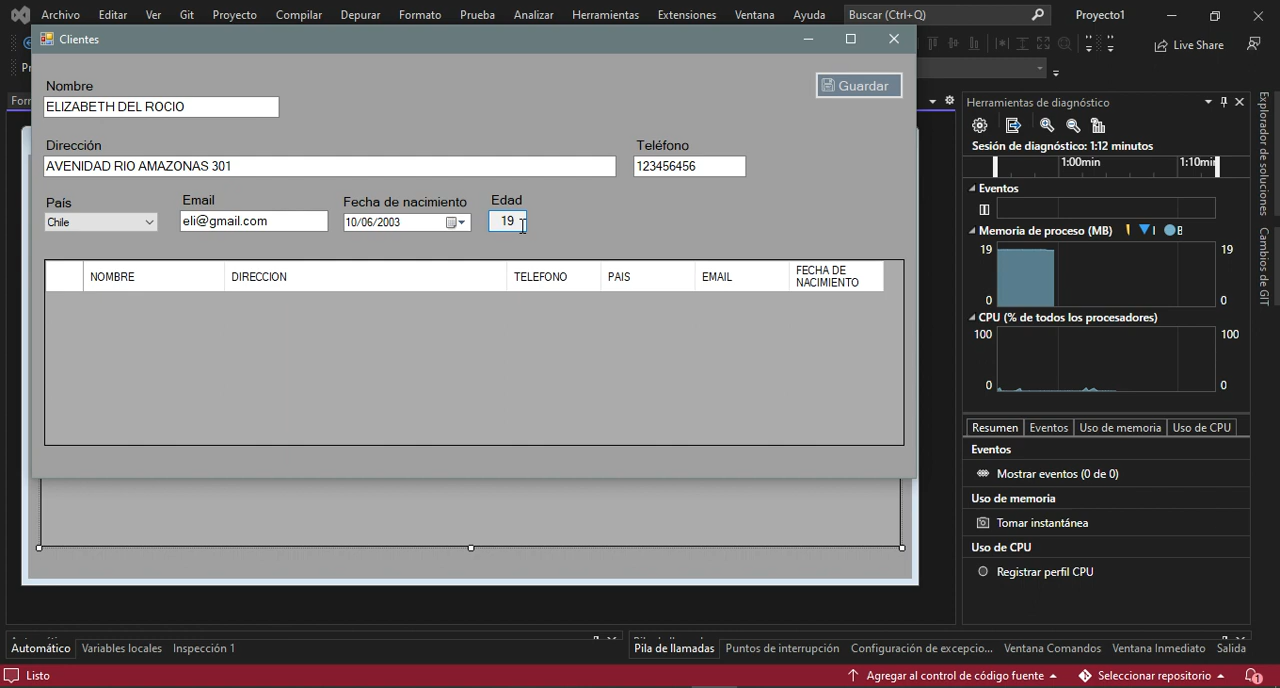 Archivo Editar Ver Git Proyecto Compilar Depurar Formato Prueba Analizar Herramientas Extensiones Ventana Ayuda Buscar (Ctrl+Q) Proyecto1
Live Share
Clientes
Nombre
Guardar
ELIZABETH DEL ROCIO
Dirección Teléfono
AVENIDAD RIO AMAZONAS 301 123456456
País Email Fecha de nacimiento Edad
Chile eli@gmail.com 10/06/2003 19
NOMBRE DIRECCION TELEFONO PAIS EMAIL FECHA DE NACIMIENTO
Herramientas de diagnóstico
Sesión de diagnóstico: 1:12 minutos
1:00min 1:10min
Eventos
Memoria de proceso (MB) I B
19 19
0 0
CPU (% de todos los procesadores)
100 100
0 0
Resumen Eventos Uso de memoria Uso de CPU
Eventos
Mostrar eventos (0 de 0)
Uso de memoria
Tomar instantánea
Uso de CPU
Registrar perfil CPU
Explorador de soluciones
Cambios de GIT
Automático Variables locales Inspección 1
Pila de llamadas Puntos de interrupción Configuración de excepcio... Ventana Comandos Ventana Inmediato Salida
Listo Agregar al control de código fuente Seleccionar repositorio 1